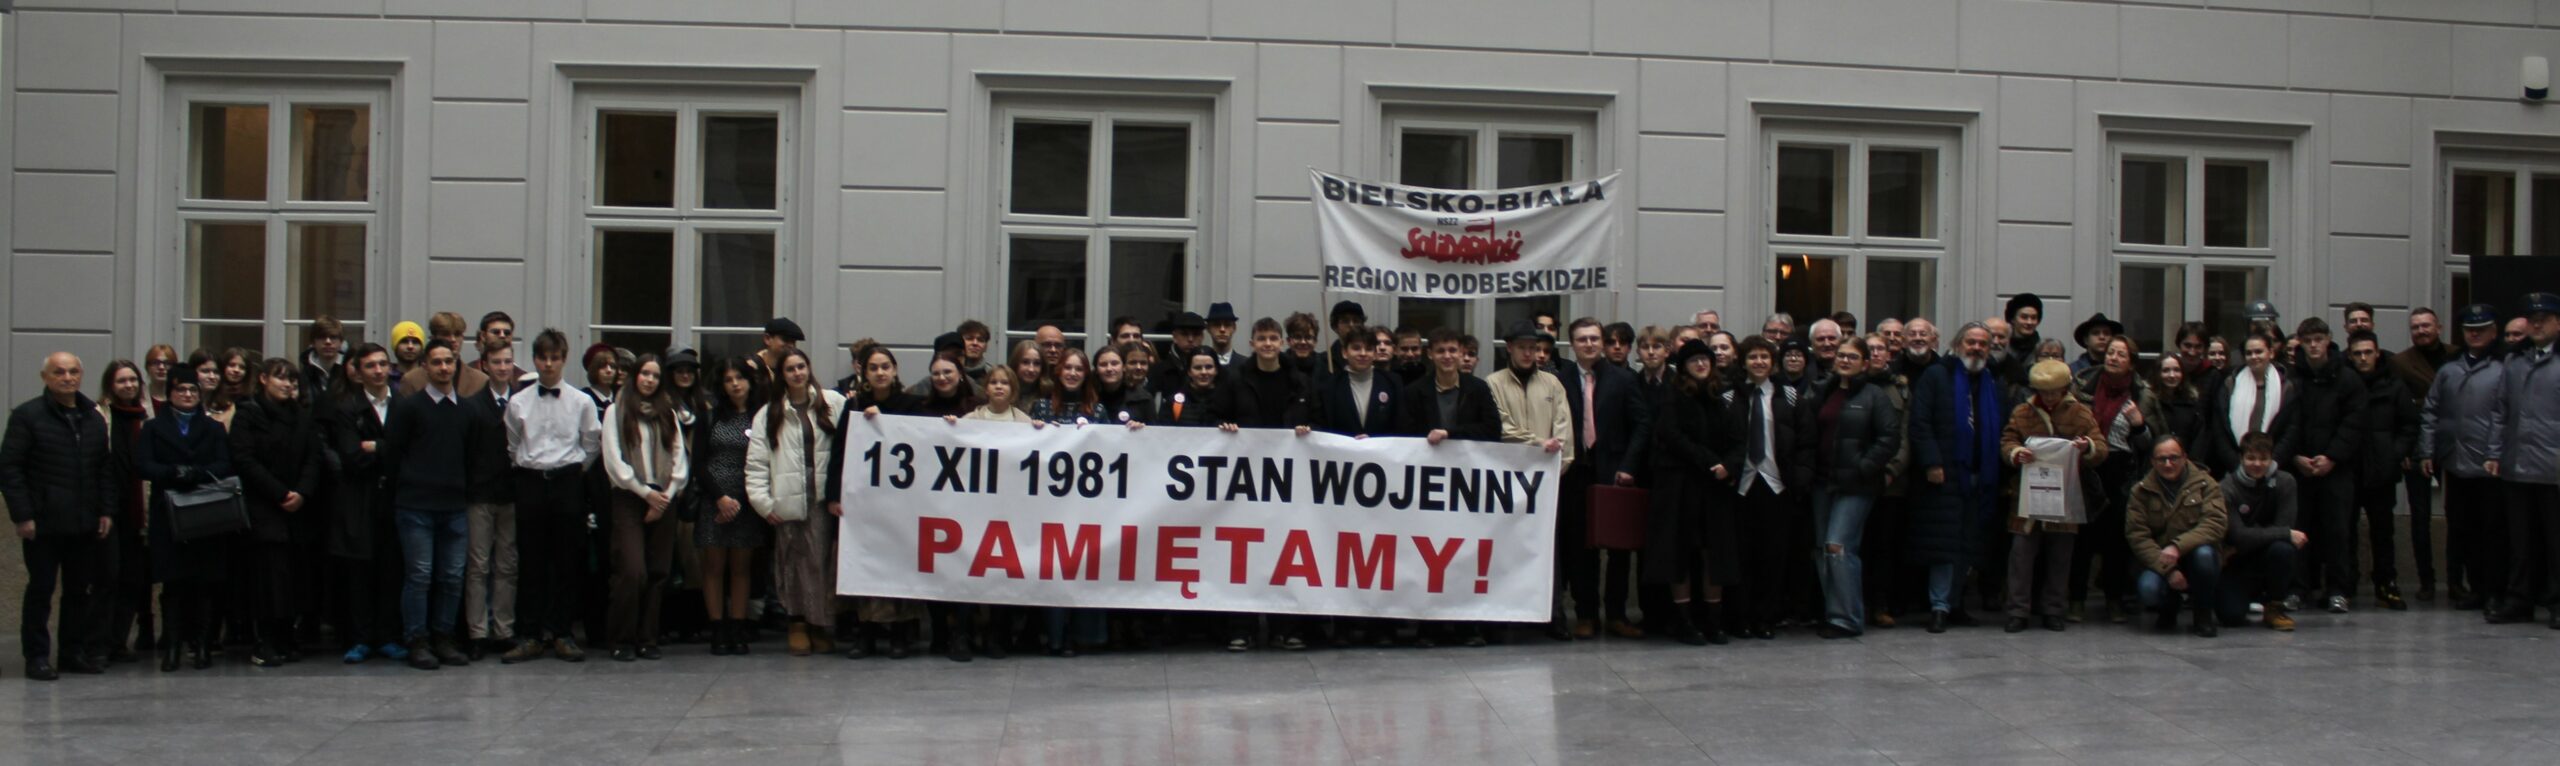 BIELSKO-BIAŁA
NSZZ
Solidarność
REGION PODBESKIDZIE
13 XII 1981 STAN WOJENNY
PAMIĘTAMY!